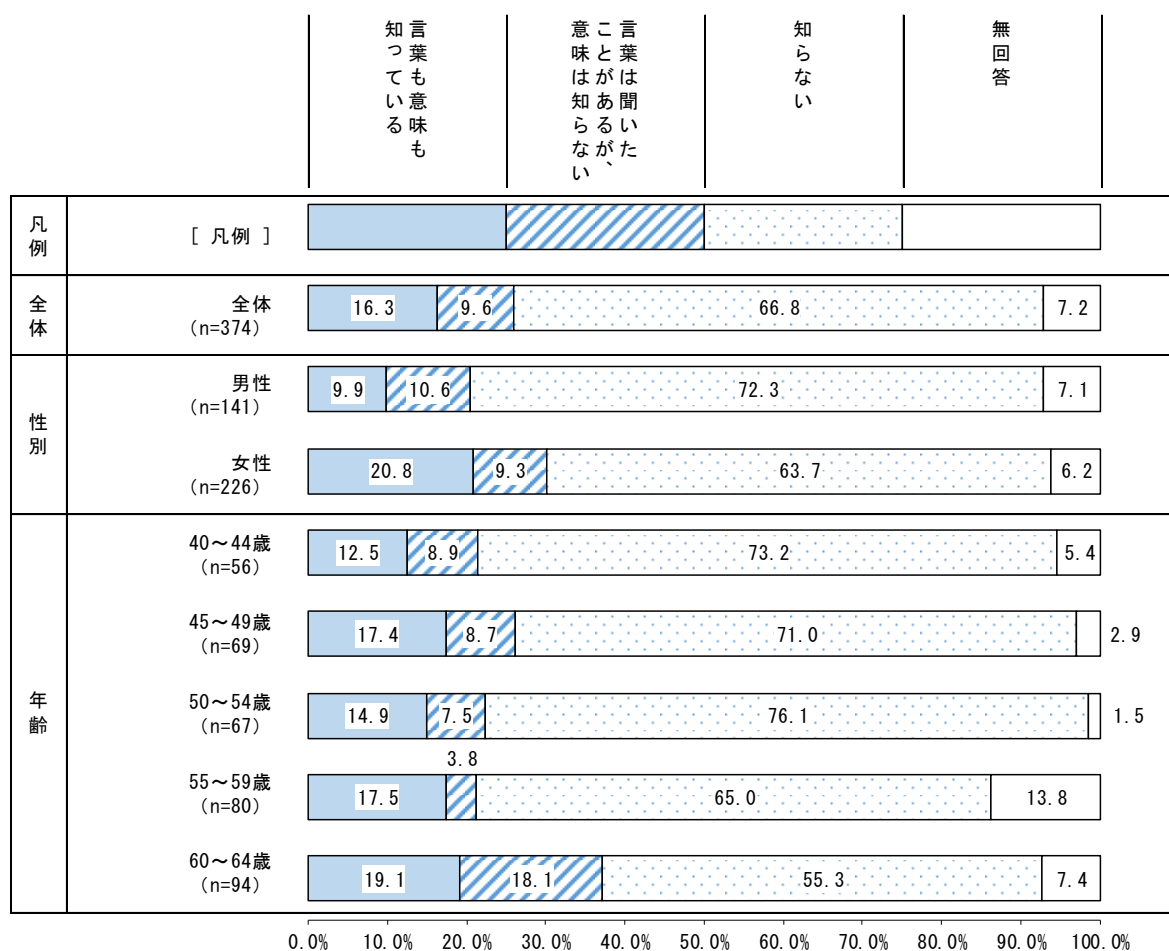 言葉も意味も
知っている
言葉は聞いた
ことがあるが、
意味は知らない
知らない
無回答
凡例
[ 凡例 ]
全体
全体
(n=374)
16.3
9.6
66.8
7.2
性別
男性
(n=141)
9.9
10.6
72.3
7.1
女性
(n=226)
20.8
9.3
63.7
6.2
年齢
40～44歳
(n=56)
12.5
8.9
73.2
5.4
45～49歳
(n=69)
17.4
8.7
71.0
2.9
50～54歳
(n=67)
14.9
7.5
76.1
1.5
55～59歳
(n=80)
17.5
3.8
65.0
13.8
60～64歳
(n=94)
19.1
18.1
55.3
7.4
0.0% 10.0% 20.0% 30.0% 40.0% 50.0% 60.0% 70.0% 80.0% 90.0% 100.0%